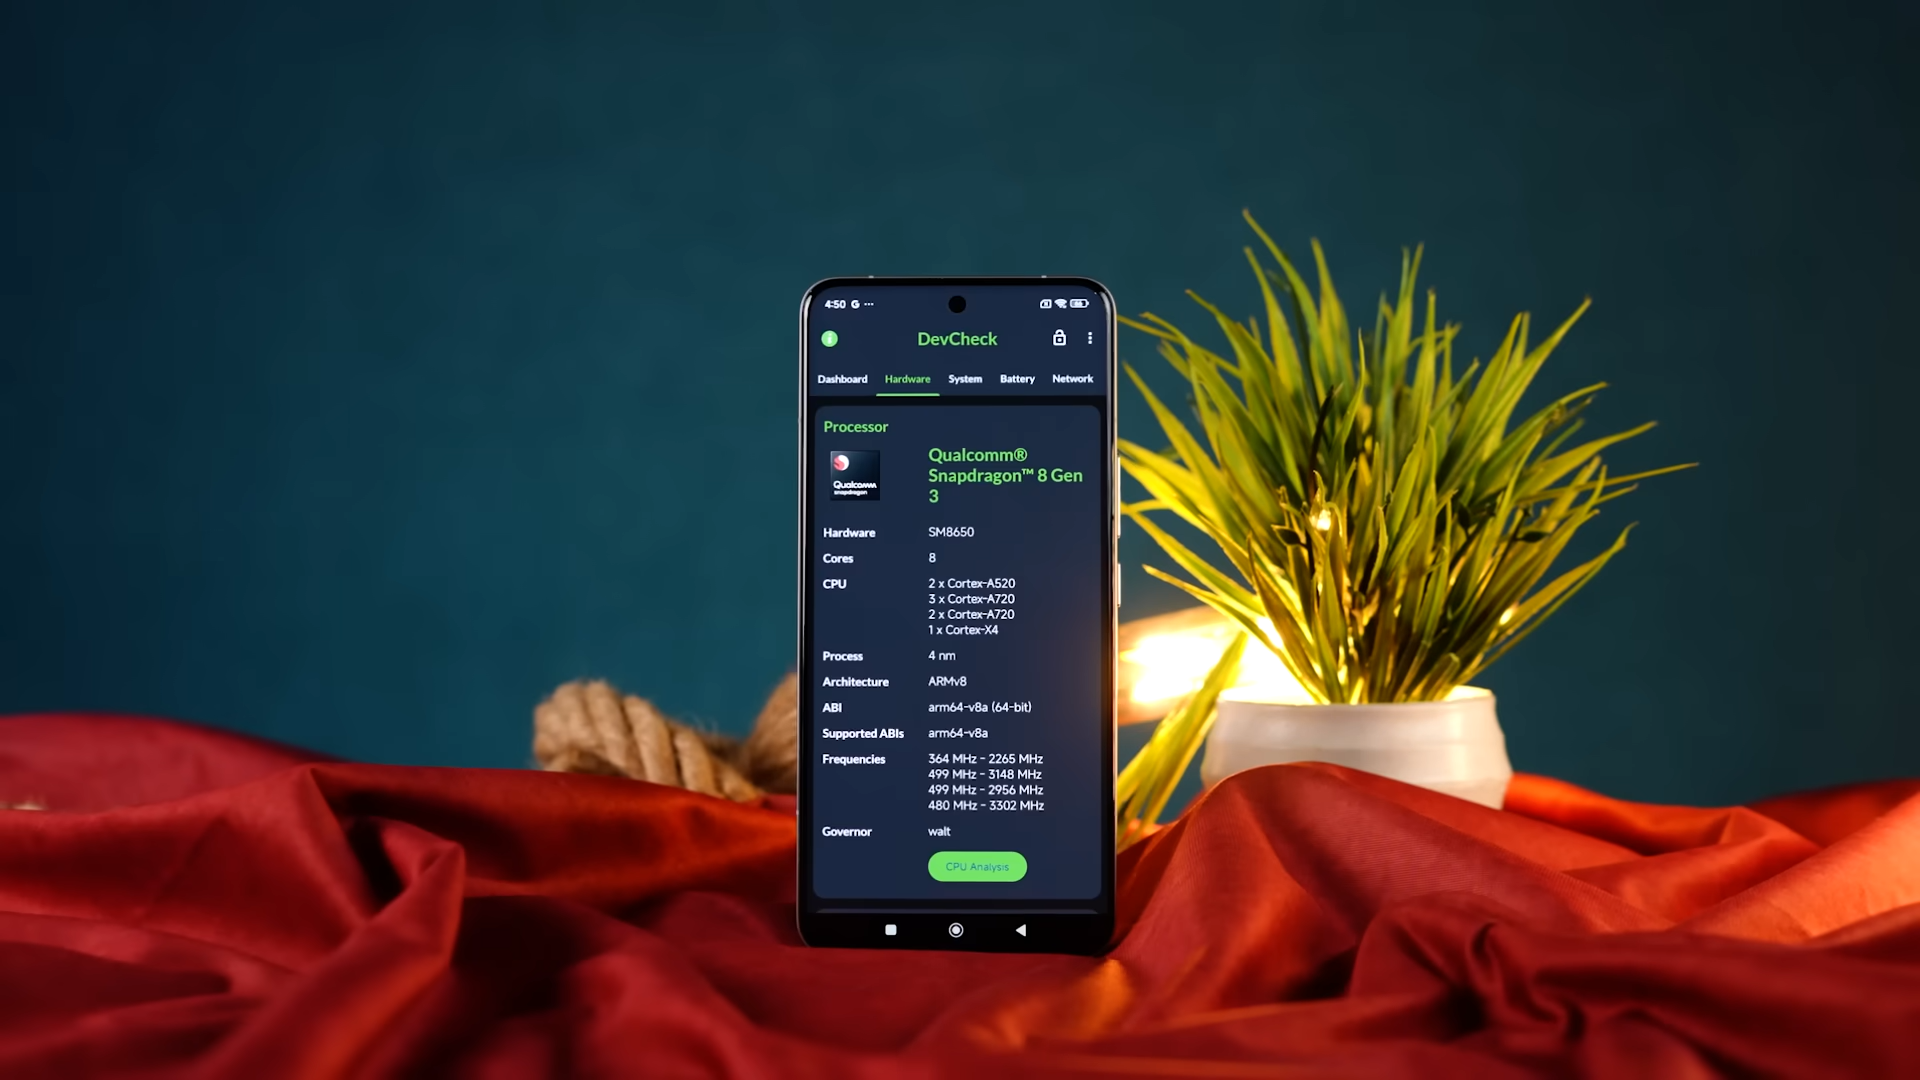 4:50 G ···
DevCheck
Dashboard Hardware System Battery Network
Processor
Qualcomm
snapdragon
Qualcomm®
Snapdragon™ 8 Gen
3
Hardware SM8650
Cores 8
CPU 2 x Cortex-A520
3 x Cortex-A720
2 x Cortex-A720
1 x Cortex-X4
Process 4 nm
Architecture ARMv8
ABI arm64-v8a (64-bit)
Supported ABIs arm64-v8a
Frequencies 364 MHz - 2265 MHz
499 MHz - 3148 MHz
499 MHz - 2956 MHz
480 MHz - 3302 MHz
Governor walt
CPU Analysis